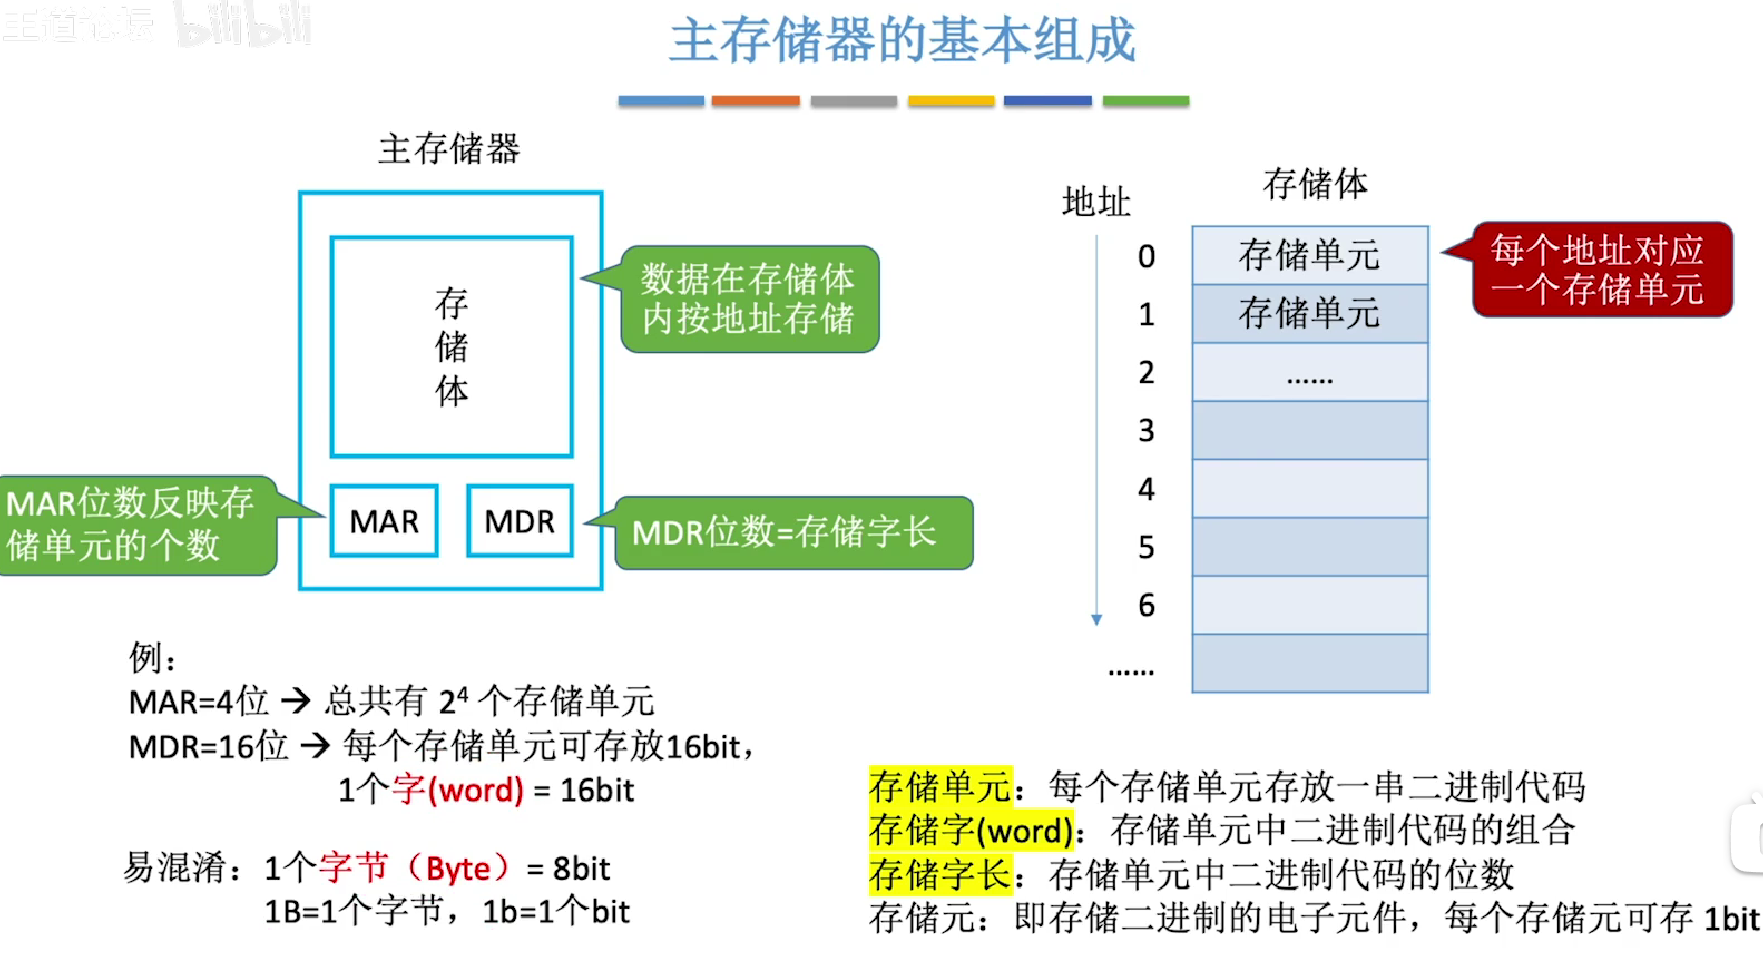 王道论坛 bilibili
主存储器的基本组成
主存储器
存
储
体
数据在存储体
内按地址存储
MAR位数反映存
储单元的个数
MAR
MDR
MDR位数=存储字长
地址
存储体
0
存储单元
1
存储单元
2
……
3
4
5
6
……
每个地址对应
一个存储单元
例：
MAR=4位 → 总共有 2⁴ 个存储单元
MDR=16位 → 每个存储单元可存放16bit，
1个字(word) = 16bit
易混淆：1个字节（Byte）= 8bit
1B=1个字节，1b=1个bit
存储单元：每个存储单元存放一串二进制代码
存储字(word)：存储单元中二进制代码的组合
存储字长：存储单元中二进制代码的位数
存储元：即存储二进制的电子元件，每个存储元可存 1bit